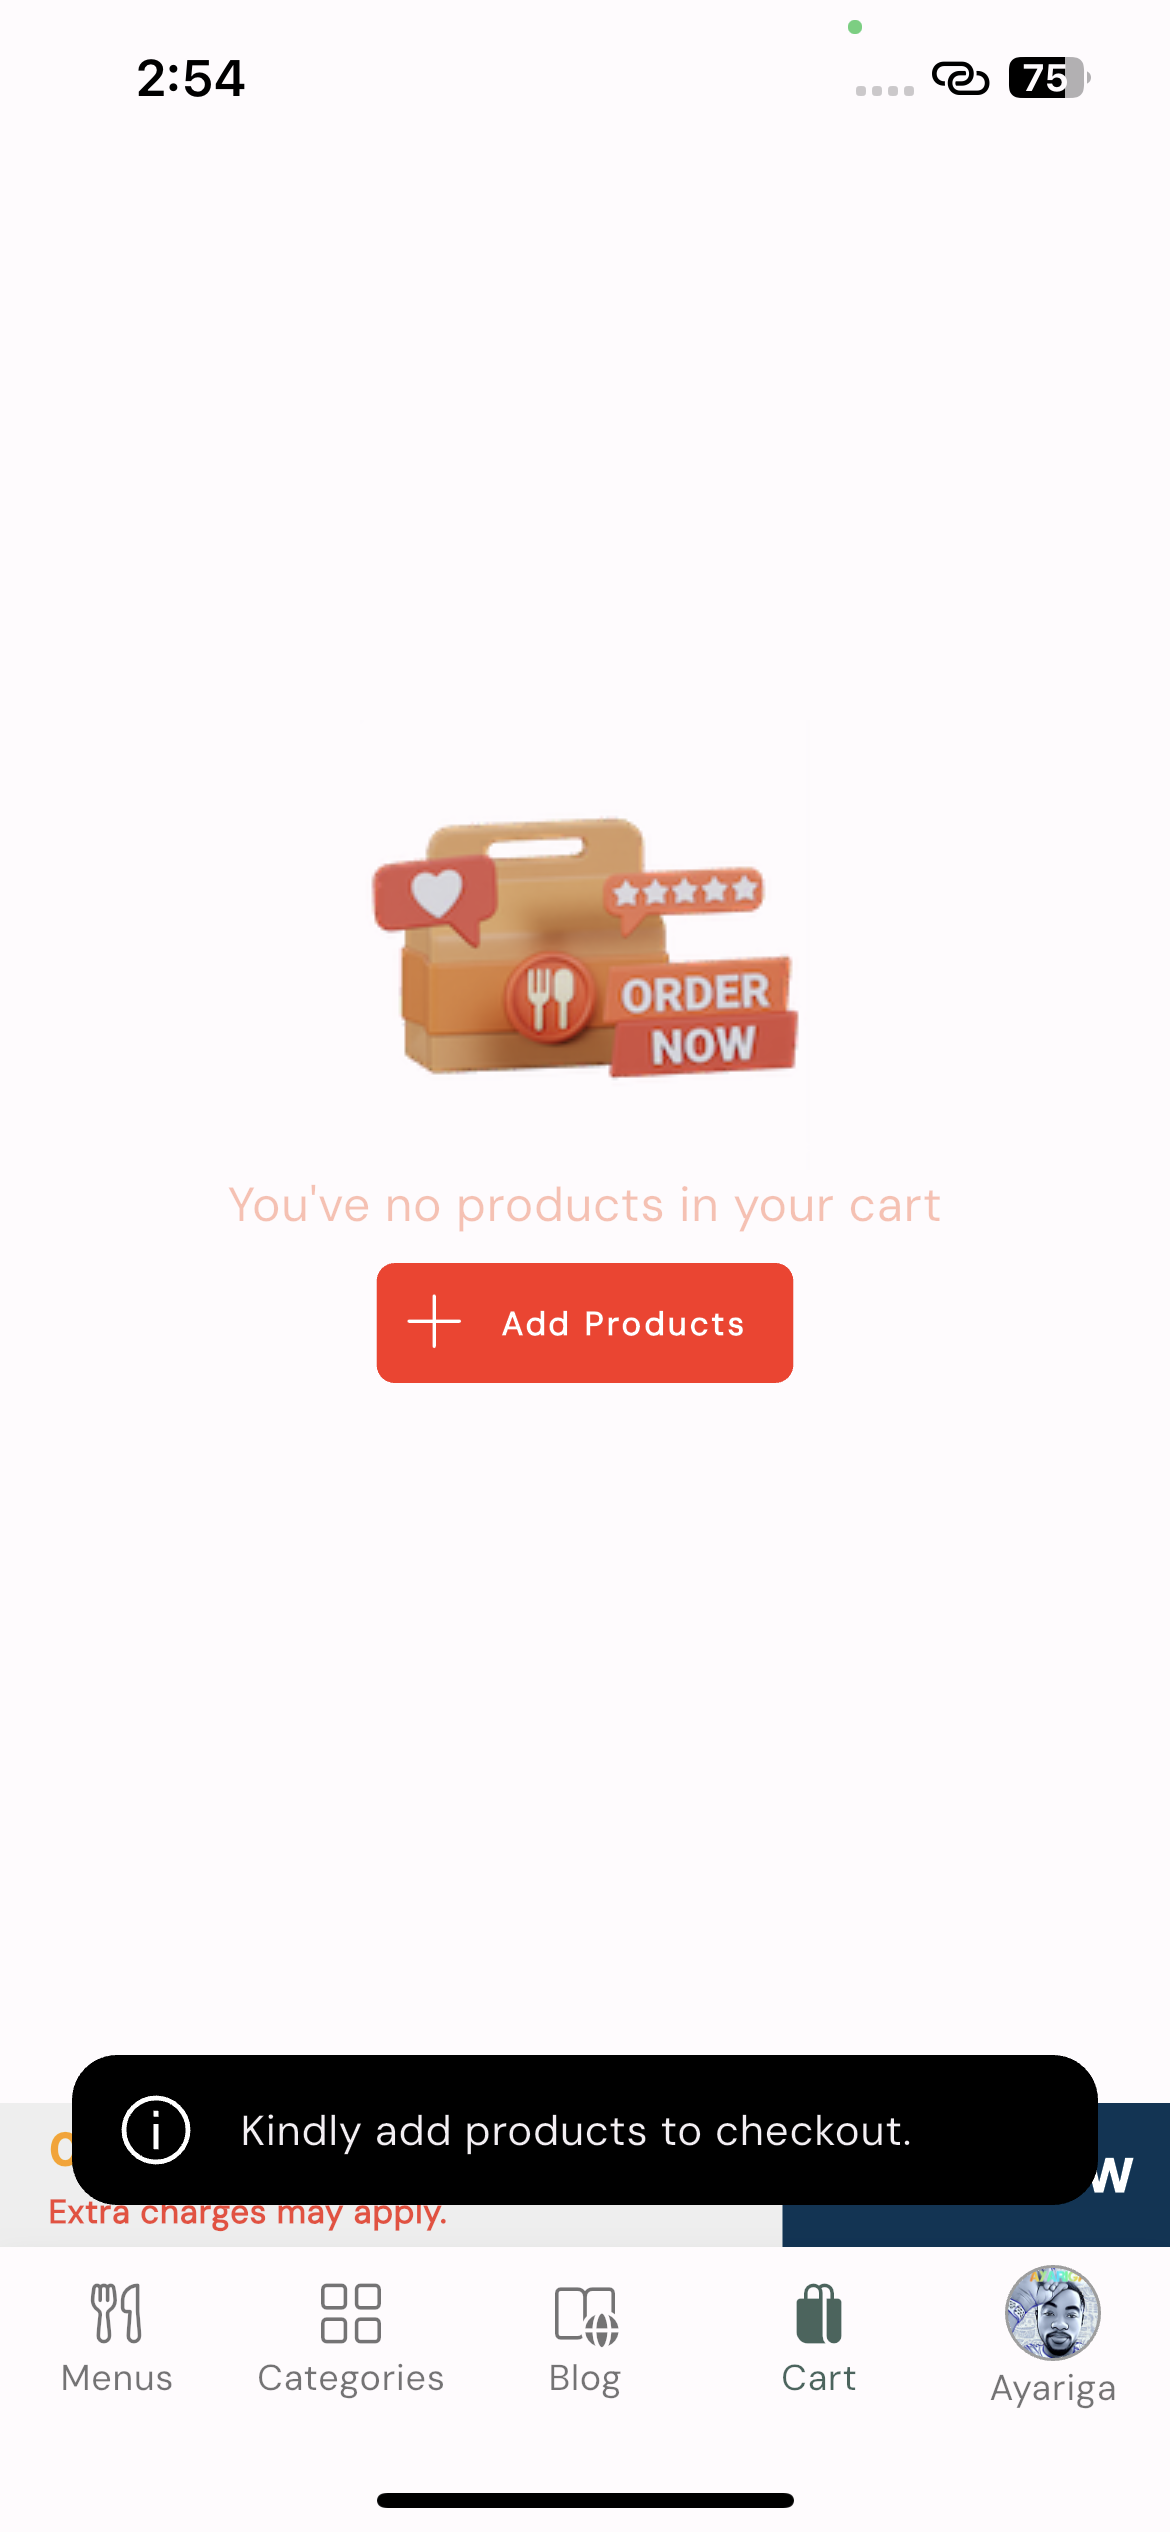 2:54
75
ORDER
NOW
You've no products in your cart
Add Products
Kindly add products to checkout.
Extra charges may apply.
Menus
Categories
Blog
Cart
AYARIGA
Ayariga